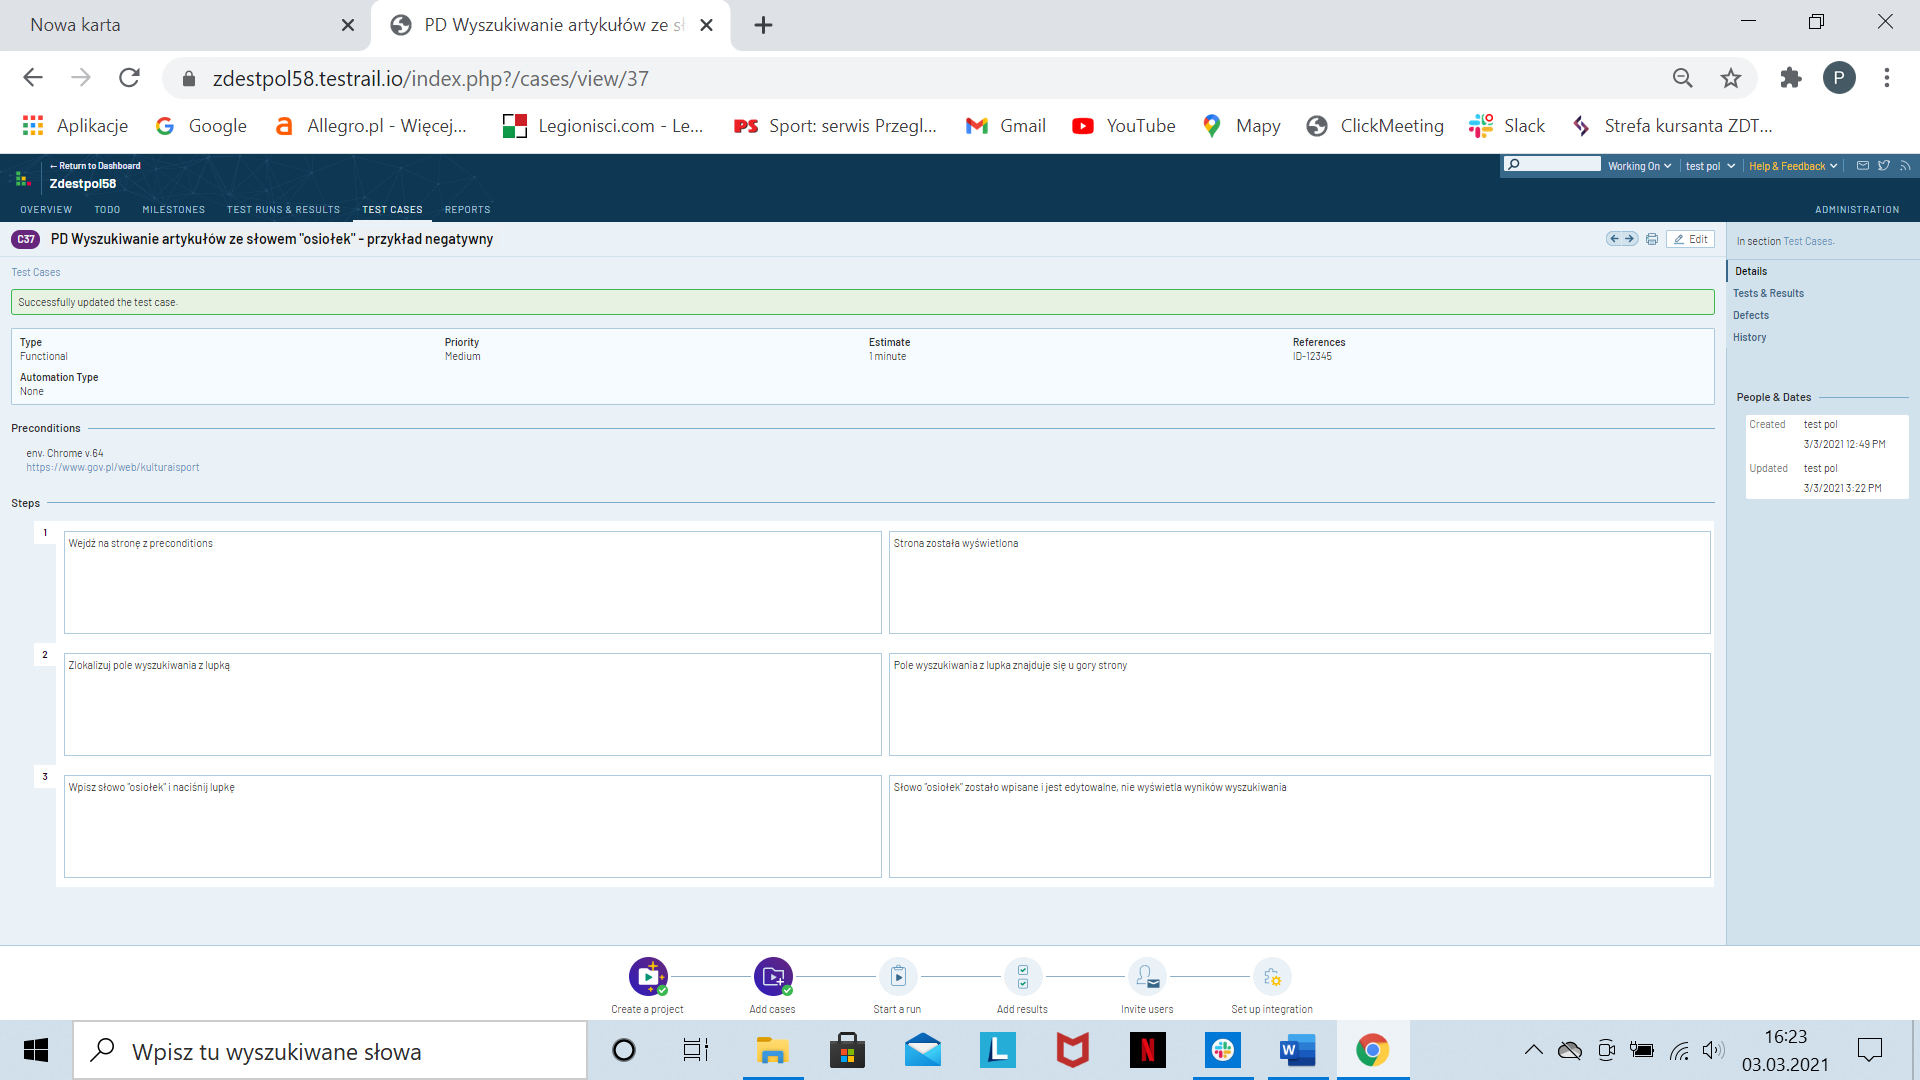 Nowa karta
PD Wyszukiwanie artykułów ze sł
zdestpol58.testrail.io/index.php?/cases/view/37
P
Aplikacje Google Allegro.pl - Więcej... Legionisci.com - Le... PS Sport: serwis Przegl... Gmail YouTube Mapy ClickMeeting Slack Strefa kursanta ZDT...
← Return to Dashboard
Zdestpol58
Working On test pol Help & Feedback
OVERVIEW TODO MILESTONES TEST RUNS & RESULTS TEST CASES REPORTS ADMINISTRATION
C37 PD Wyszukiwanie artykułów ze słowem "osiołek" - przykład negatywny
Edit
In section Test Cases.
Test Cases
Successfully updated the test case.
Details
Tests & Results
Defects
History
Type Priority Estimate References
Functional Medium 1 minute ID-12345
Automation Type
None
People & Dates
Created test pol
3/3/2021 12:49 PM
Updated test pol
3/3/2021 3:22 PM
Preconditions
env. Chrome v.64
https://www.gov.pl/web/kulturaisport
Steps
1
Wejdź na stronę z preconditions
Strona została wyświetlona
2
Zlokalizuj pole wyszukiwania z lupką
Pole wyszukiwania z lupka znajduje się u gory strony
3
Wpisz słowo "osiołek" i naciśnij lupkę
Słowo "osiołek" zostało wpisane i jest edytowalne, nie wyświetla wyników wyszukiwania
Create a project Add cases Start a run Add results Invite users Set up integration
Wpisz tu wyszukiwane słowa
L
N
W
16:23
03.03.2021